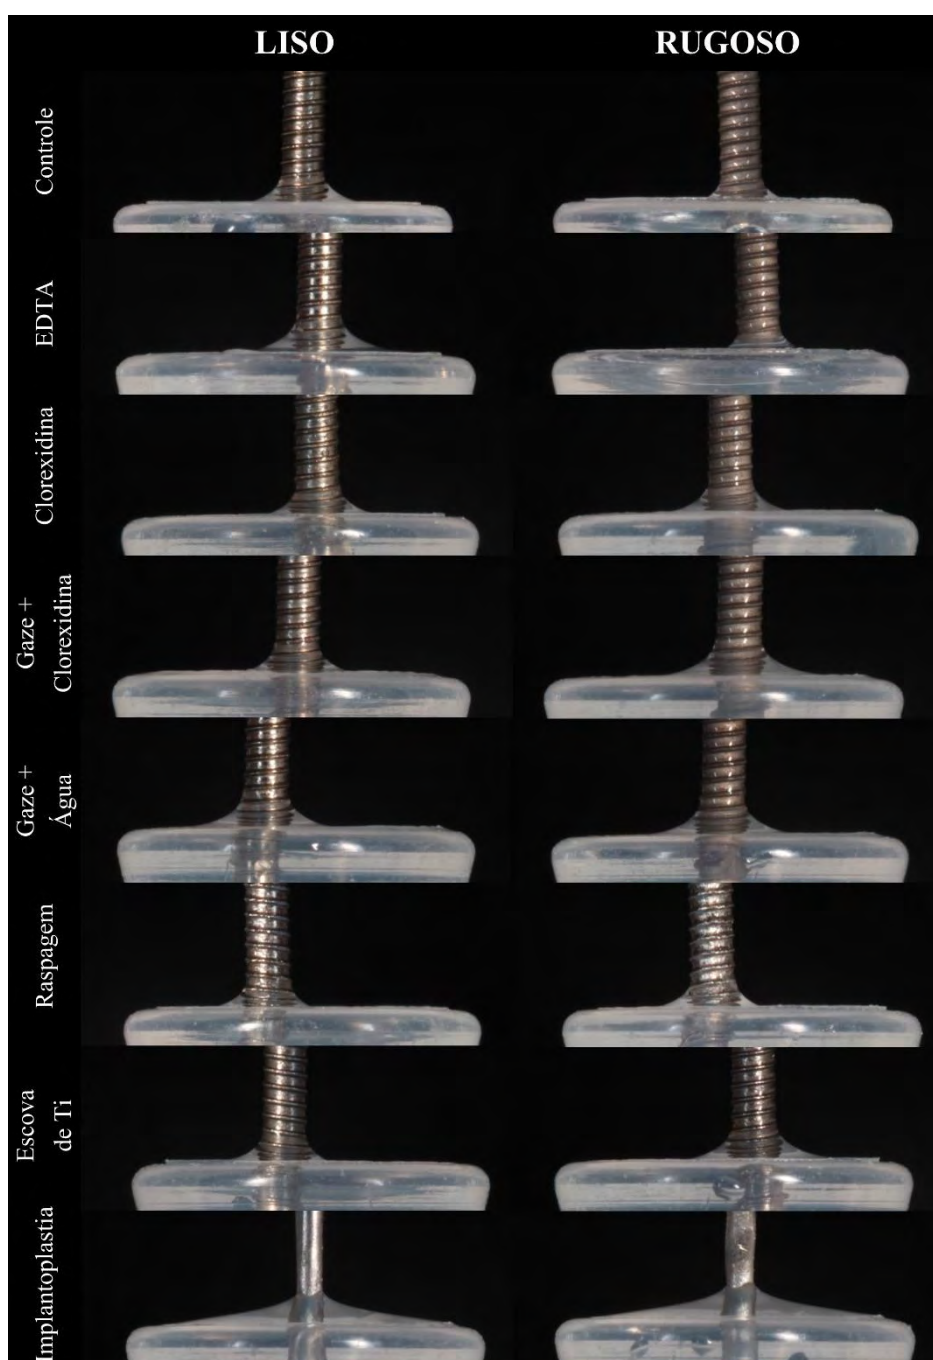 LISO
RUGOSO
Controle
EDTA
Clorexidina
Gaze +
Clorexidina
Gaze +
Água
Raspagem
Escova
de Ti
Implantoplastia